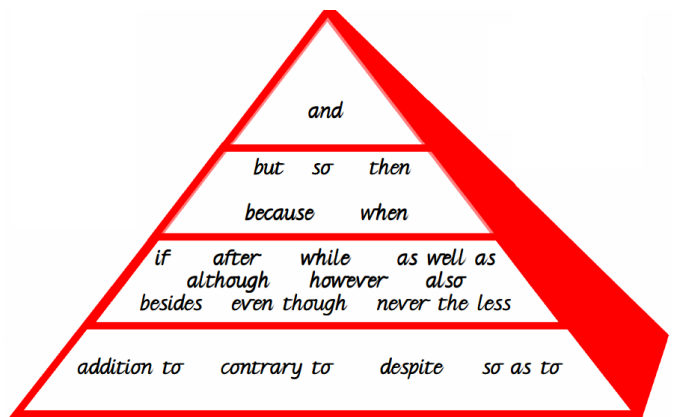 and
but so then
because when
if after while as well as
although however also
besides even though never the less
addition to contrary to despite so as to